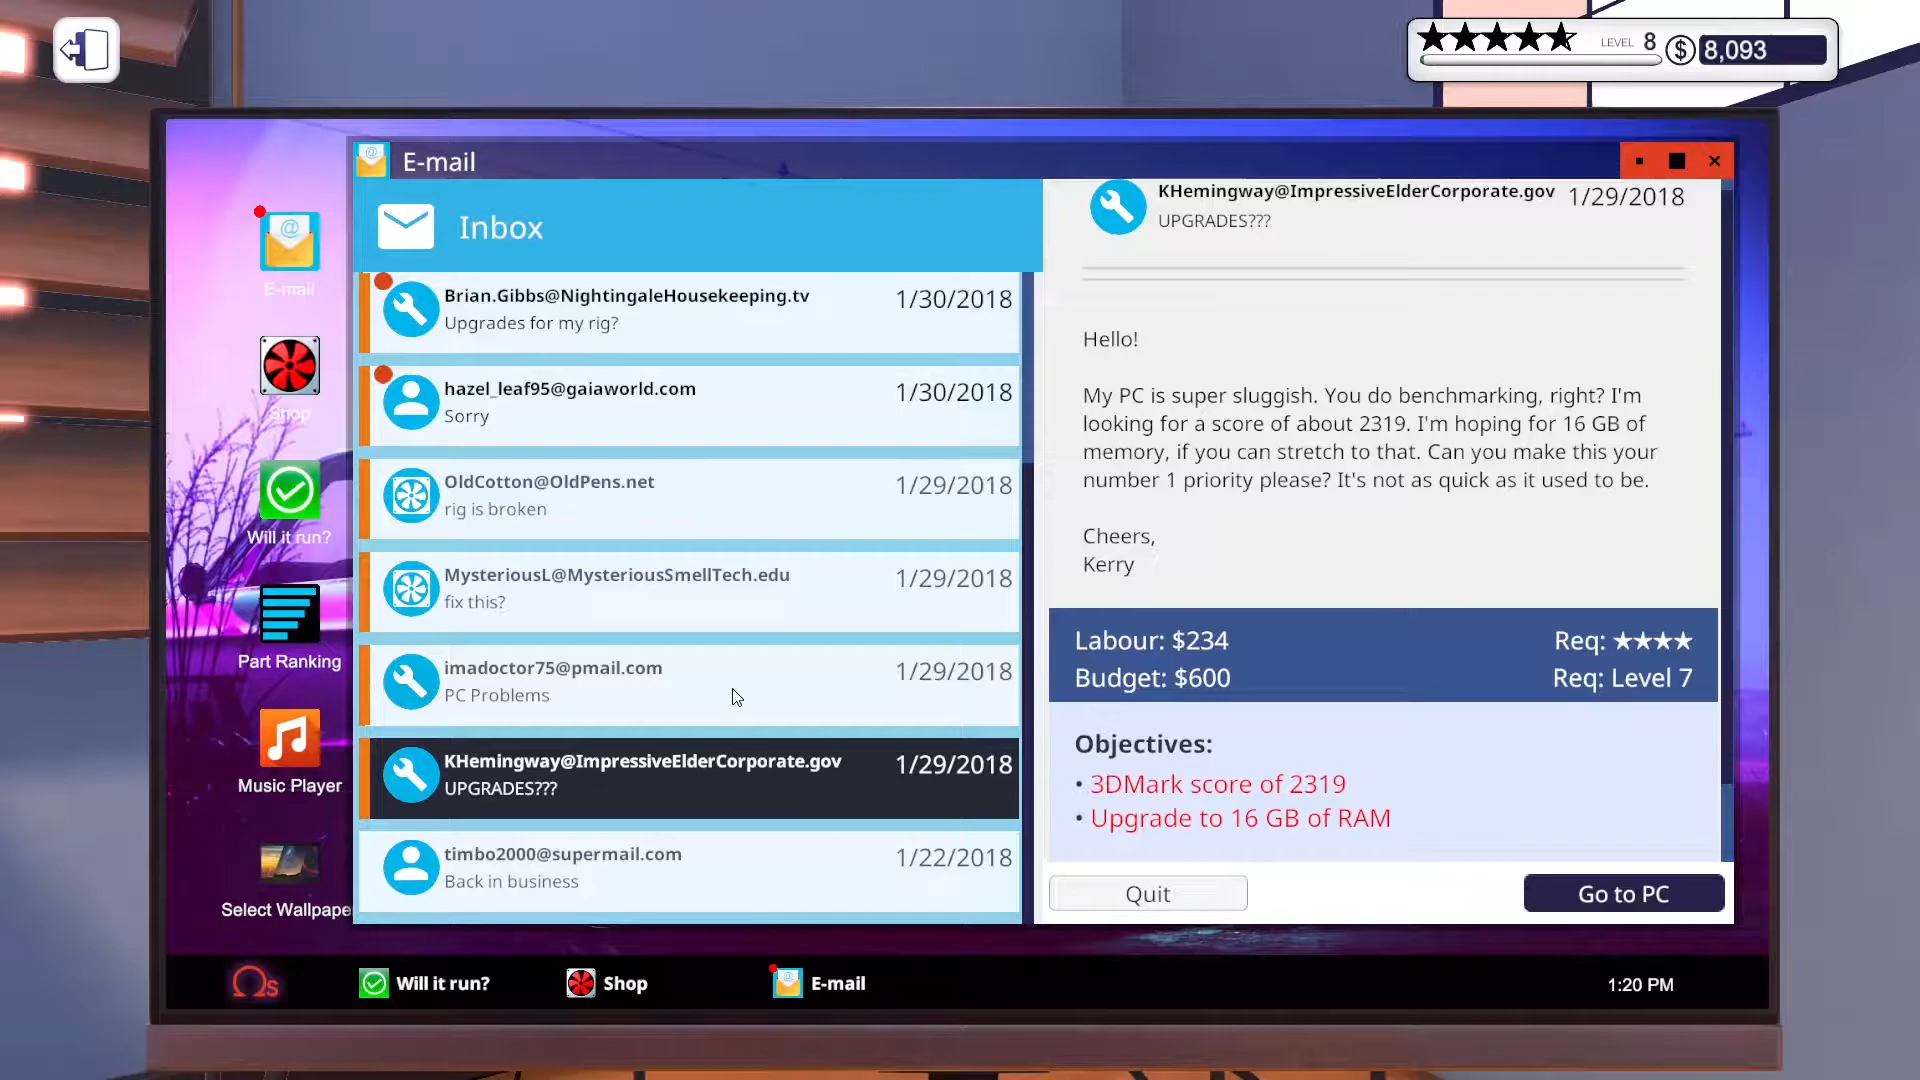 LEVEL 8 $ 8,093
E-mail
E-mail
Shop
Will it run?
Part Ranking
Music Player
Select Wallpape
Inbox
Brian.Gibbs@NightingaleHousekeeping.tv 1/30/2018
Upgrades for my rig?
hazel_leaf95@gaiaworld.com 1/30/2018
Sorry
OldCotton@OldPens.net 1/29/2018
rig is broken
MysteriousL@MysteriousSmellTech.edu 1/29/2018
fix this?
imadoctor75@pmail.com 1/29/2018
PC Problems
KHemingway@ImpressiveElderCorporate.gov 1/29/2018
UPGRADES???
timbo2000@supermail.com 1/22/2018
Back in business
KHemingway@ImpressiveElderCorporate.gov 1/29/2018
UPGRADES???
Hello!
My PC is super sluggish. You do benchmarking, right? I'm
looking for a score of about 2319. I'm hoping for 16 GB of
memory, if you can stretch to that. Can you make this your
number 1 priority please? It's not as quick as it used to be.
Cheers,
Kerry
Labour: $234 Req: ★★★★
Budget: $600 Req: Level 7
Objectives:
• 3DMark score of 2319
• Upgrade to 16 GB of RAM
Quit Go to PC
Ωs Will it run? Shop E-mail 1:20 PM